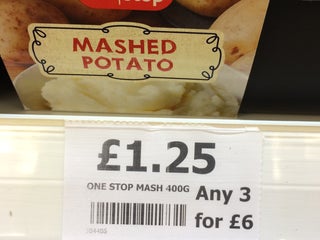 stop
MASHED
POTATO
£1.25
ONE STOP MASH 400G
Any 3
for £6